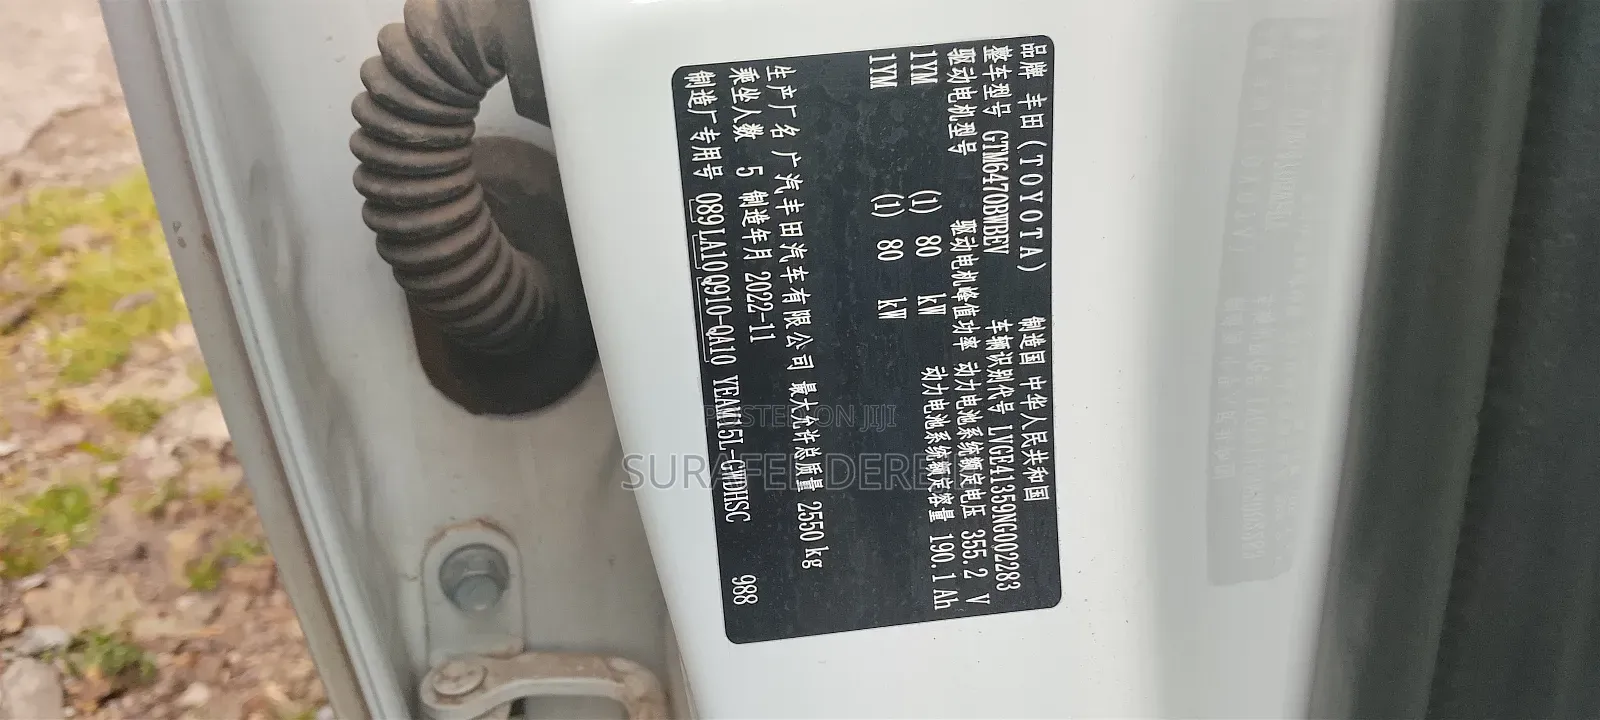 品牌 丰田(TOYOTA) 制造国 中华人民共和国
整车型号 GTM6470BWBEV 车辆识别代号 LVGE41359NG002283
驱动电机型号 驱动电机峰值功率 动力电池系统额定电压 355.2 V
1YM (1) 80 kW 动力电池系统额定容量 190.1 Ah
1YM (1) 80 kW
生产厂名 广汽丰田汽车有限公司 最大允许总质量 2550 kg
乘坐人数 5 制造年月 2022-11
制造厂专用号 089LA10Q910-QA10 YEAM15L-GWDHSC 988
POSTED ON JIJI